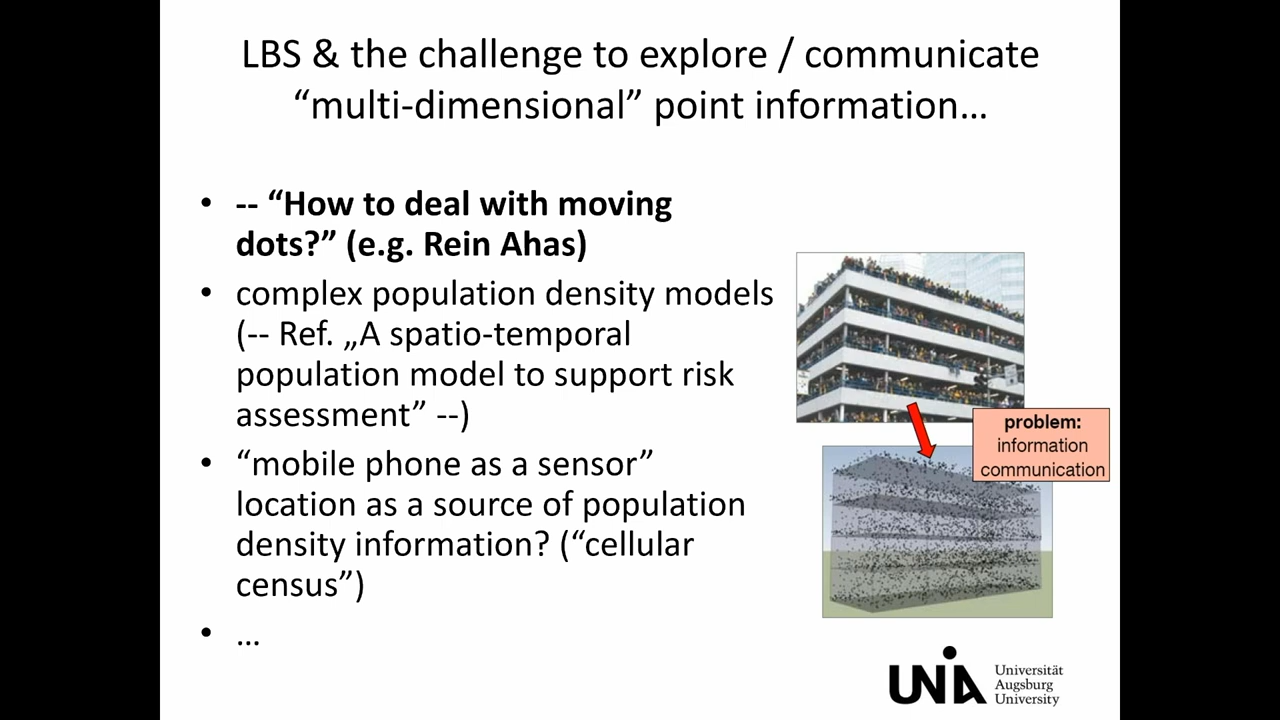 LBS & the challenge to explore / communicate
“multi-dimensional” point information…
• -- “How to deal with moving
dots?” (e.g. Rein Ahas)
• complex population density models
(-- Ref. „A spatio-temporal
population model to support risk
assessment” --)
• “mobile phone as a sensor”
location as a source of population
density information? (“cellular
census”)
• …
problem:
information
communication
UNIA
Universität
Augsburg
University